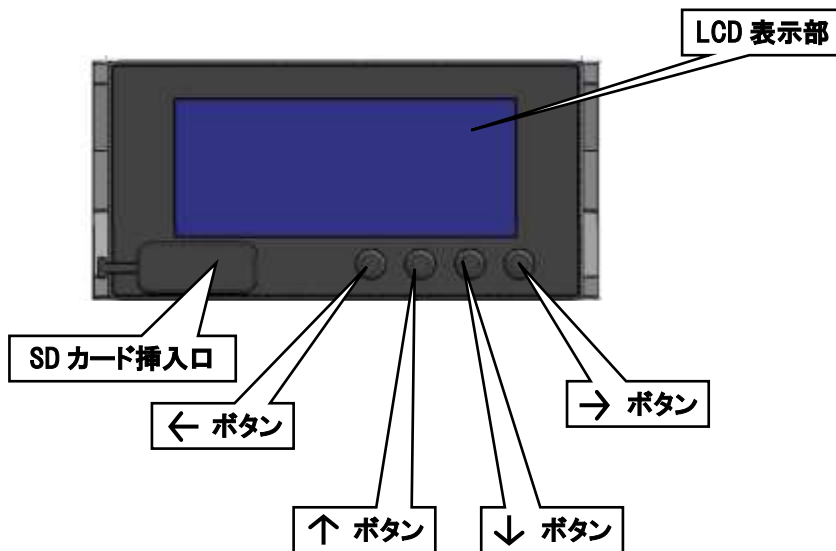 LCD 表示部
SD カード挿入口
← ボタン
→ ボタン
↑ ボタン
↓ ボタン